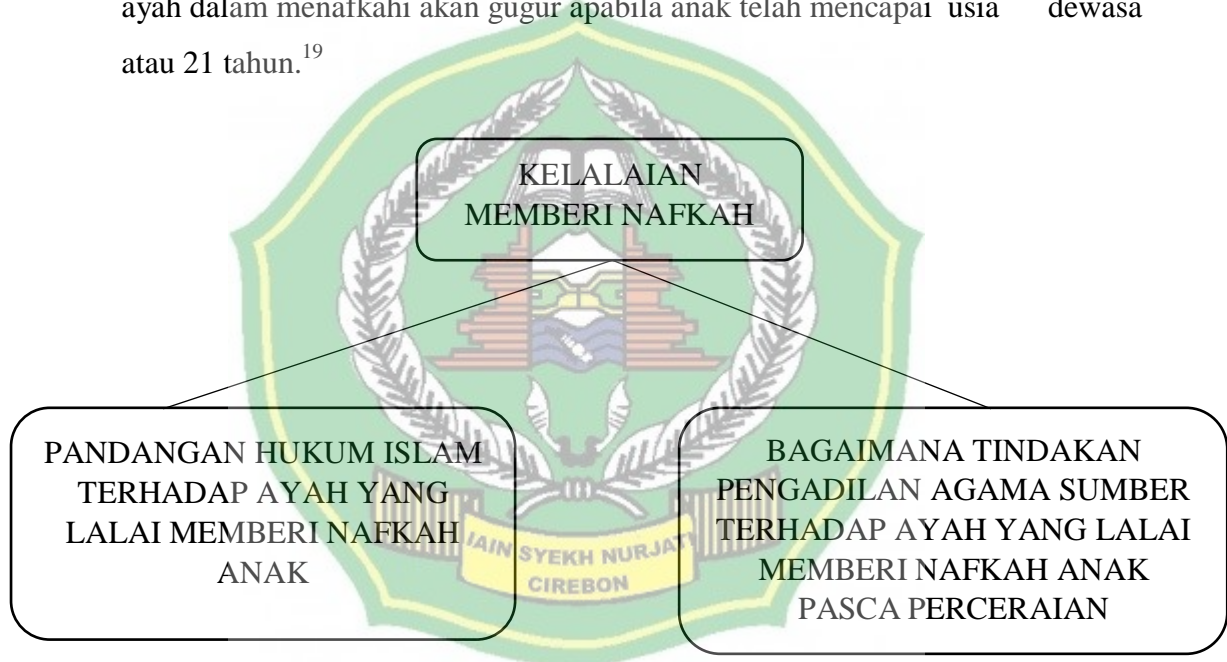 ayah dalam menafkahi akan gugur apabila anak telah mencapai usia dewasa
atau 21 tahun.19
KELALAIAN
MEMBERI NAFKAH
PANDANGAN HUKUM ISLAM
TERHADAP AYAH YANG
LALAI MEMBERI NAFKAH
ANAK
BAGAIMANA TINDAKAN
PENGADILAN AGAMA SUMBER
TERHADAP AYAH YANG LALAI
MEMBERI NAFKAH ANAK
PASCA PERCERAIAN
IAIN SYEKH NURJATI
CIREBON